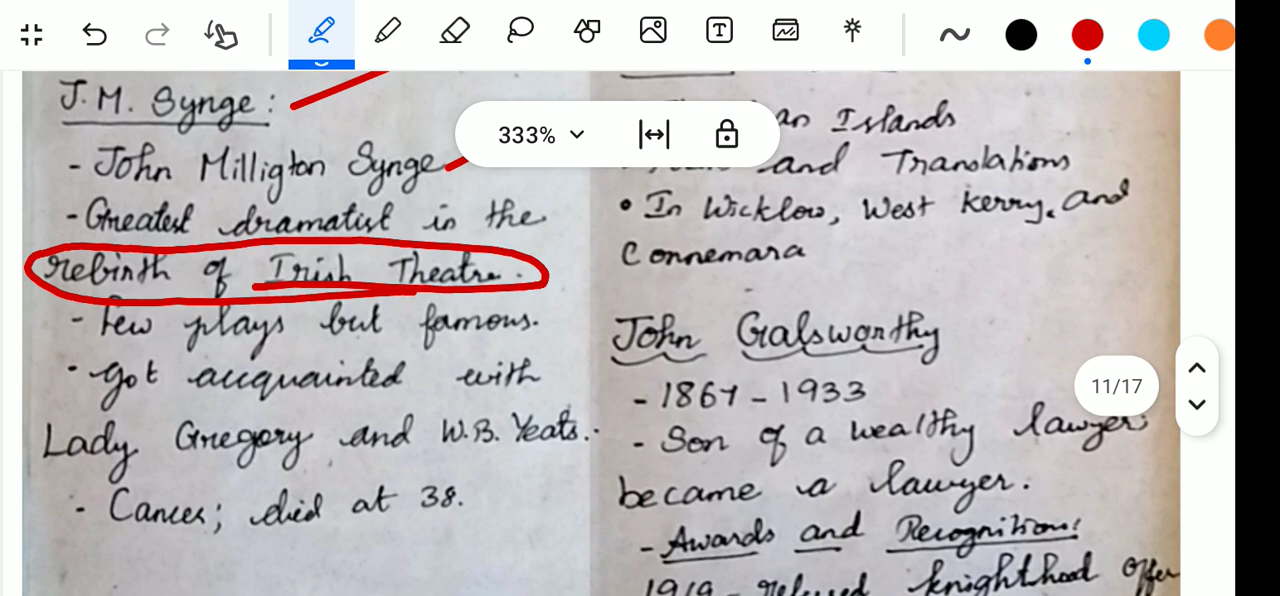 J.M. Synge:
- John Milligton Synge
- Greatest dramatist in the
rebirth of Irish Theatre.
- Few plays but famous.
- got acquainted with
Lady Gregory and W.B. Yeats.
- Cancer; died at 38.
333%
Islands
and Translations
• In Wicklow, West Kerry, and
Connemara
John Galsworthy
- 1867 - 1933
- Son of a wealthy lawyer
became a lawyer.
- Awards and Recognition:
1919 - refused knighthood offer
11/17